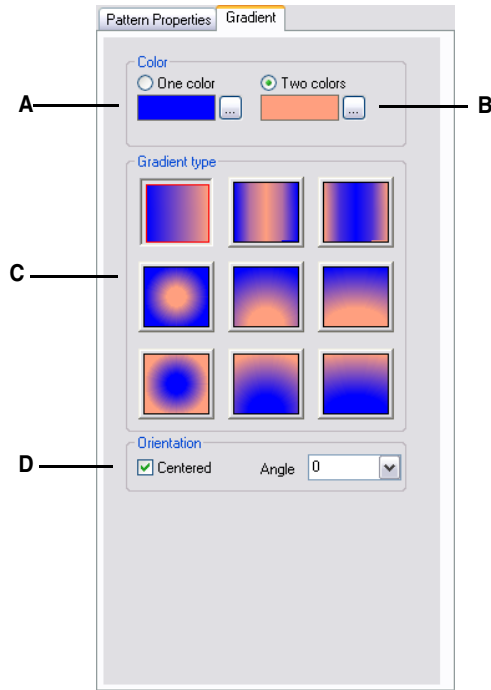 Pattern Properties Gradient
Color
One color Two colors
A
... ...
B
Gradient type
C
Orientation
D
Centered Angle 0